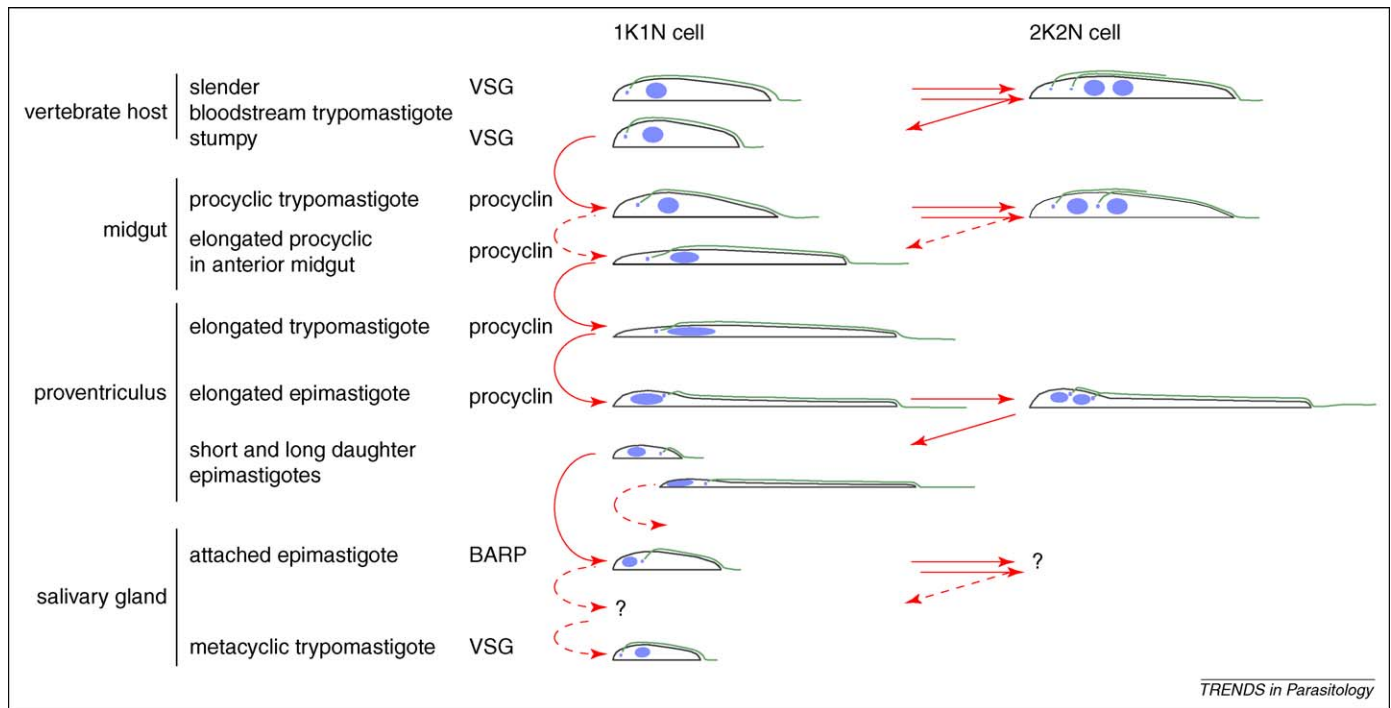 1K1N cell 2K2N cell
vertebrate host
slender VSG
bloodstream trypomastigote
stumpy VSG
midgut
procyclic trypomastigote procyclin
elongated procyclic procyclin
in anterior midgut
proventriculus
elongated trypomastigote procyclin
elongated epimastigote procyclin
short and long daughter
epimastigotes
salivary gland
attached epimastigote BARP ?
?
metacyclic trypomastigote VSG
TRENDS in Parasitology